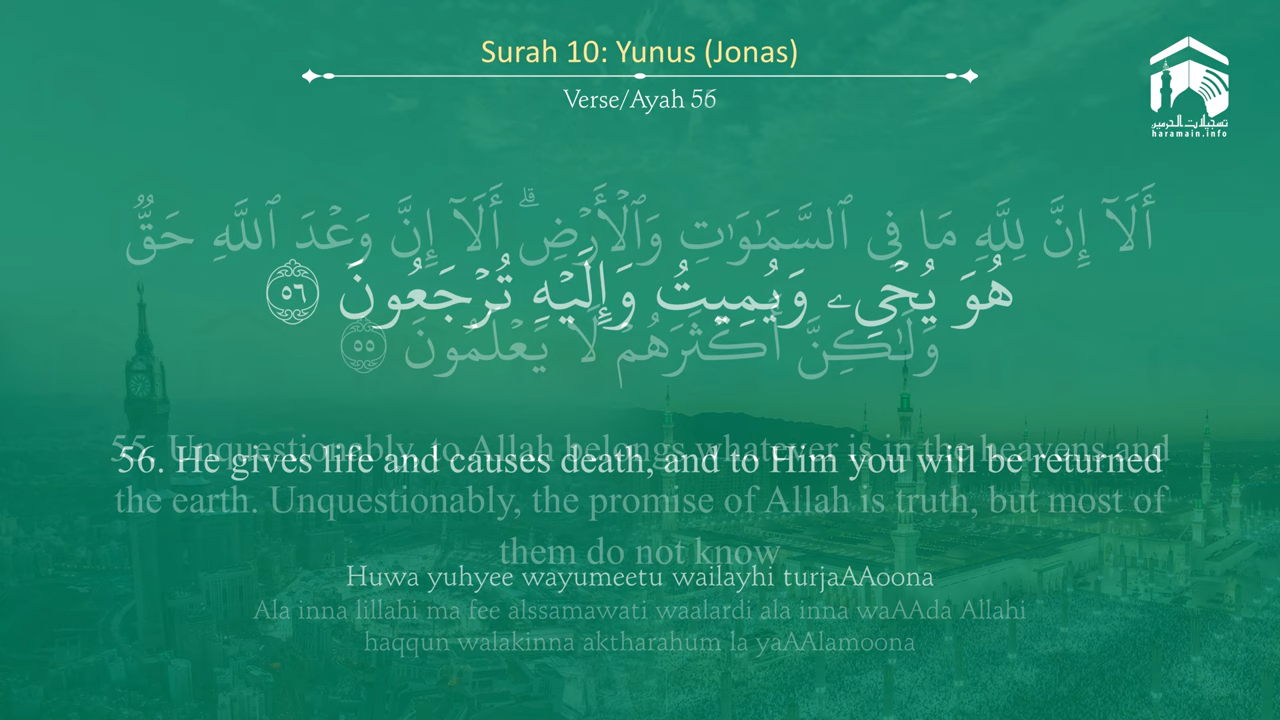 Surah 10: Yunus (Jonas)
Verse/Ayah 56
تسجيلات الحرمين
haramain.info
أَلَآ إِنَّ لِلَّهِ مَا فِى ٱلسَّمَٰوَٰتِ وَٱلْأَرْضِ ۗ أَلَآ إِنَّ وَعْدَ ٱللَّهِ حَقٌّ
هُوَ يُحْىِۦ وَيُمِيتُ وَإِلَيْهِ تُرْجَعُونَ ٥٦
وَلَٰكِنَّ أَكْثَرَهُمْ لَا يَعْلَمُونَ ٥٥
55. Unquestionably, to Allah belongs whatever is in the heavens and
56. He gives life and causes death, and to Him you will be returned
the earth. Unquestionably, the promise of Allah is truth, but most of
them do not know
Huwa yuhyee wayumeetu wailayhi turjaAAoona
Ala inna lillahi ma fee alssamawati waalardi ala inna waAAda Allahi
haqqun walakinna aktharahum la yaAAlamoona